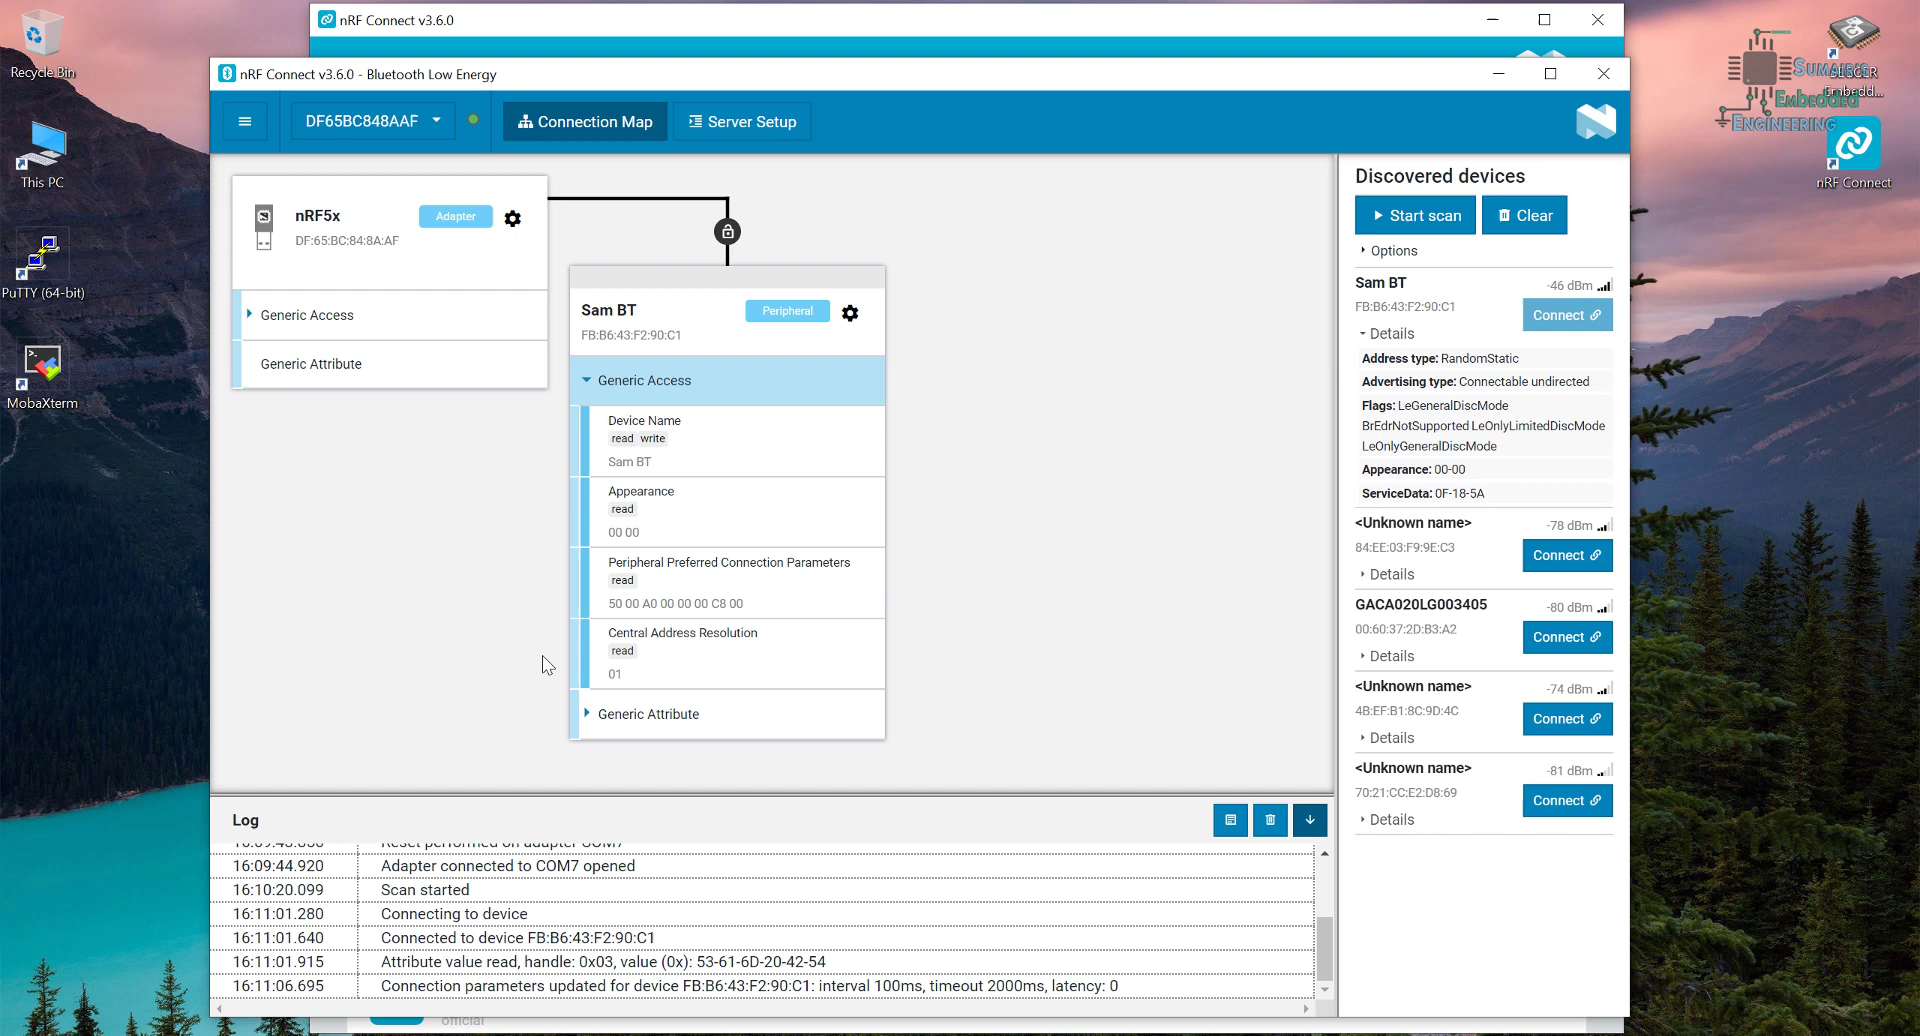 nRF Connect v3.6.0
nRF Connect v3.6.0 - Bluetooth Low Energy
DF65BC848AAF
Connection Map
Server Setup
Recycle Bin
This PC
PuTTY (64-bit)
MobaXterm
SUMAIR'S
EMBEDDED
ENGINEERING
Embedd...
nRF Connect
nRF5x
Adapter
DF:65:BC:84:8A:AF
Generic Access
Generic Attribute
Sam BT
Peripheral
FB:B6:43:F2:90:C1
Generic Access
Device Name
read write
Sam BT
Appearance
read
00 00
Peripheral Preferred Connection Parameters
read
50 00 A0 00 00 00 C8 00
Central Address Resolution
read
01
Generic Attribute
Discovered devices
Start scan
Clear
Options
Sam BT
-46 dBm
FB:B6:43:F2:90:C1
Connect
Details
Address type: RandomStatic
Advertising type: Connectable undirected
Flags: LeGeneralDiscMode
BrEdrNotSupported LeOnlyLimitedDiscMode
LeOnlyGeneralDiscMode
Appearance: 00-00
ServiceData: 0F-18-5A
<Unknown name>
-78 dBm
84:EE:03:F9:9E:C3
Connect
Details
GACA020LG003405
-80 dBm
00:60:37:2D:B3:A2
Connect
Details
<Unknown name>
-74 dBm
4B:EF:B1:8C:9D:4C
Connect
Details
<Unknown name>
-81 dBm
70:21:CC:E2:D8:69
Connect
Details
Log
Reset performed on adapter COM7
16:09:44.920 Adapter connected to COM7 opened
16:10:20.099 Scan started
16:11:01.280 Connecting to device
16:11:01.640 Connected to device FB:B6:43:F2:90:C1
16:11:01.915 Attribute value read, handle: 0x03, value (0x): 53-61-6D-20-42-54
16:11:06.695 Connection parameters updated for device FB:B6:43:F2:90:C1: interval 100ms, timeout 2000ms, latency: 0
official